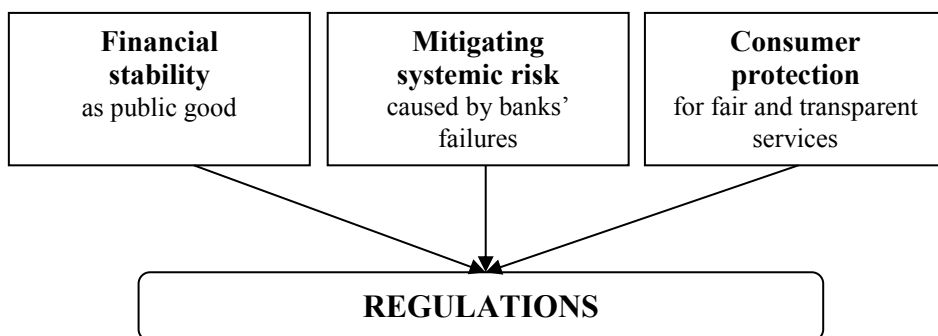 Financial
stability
as public good
Mitigating
systemic risk
caused by banks’
failures
Consumer
protection
for fair and transparent
services
REGULATIONS